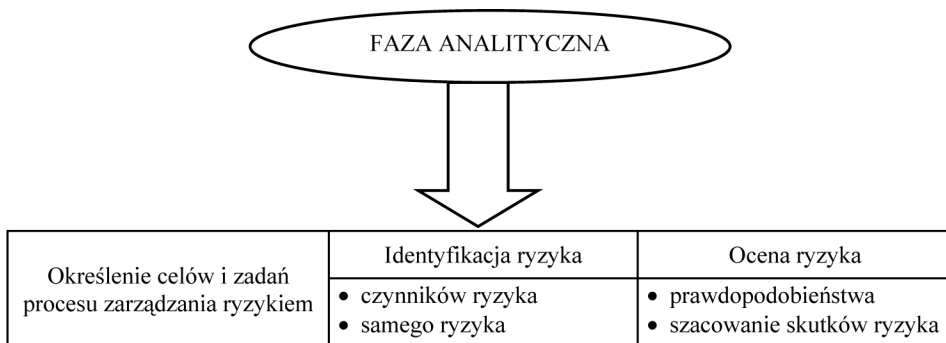 FAZA ANALITYCZNA
Określenie celów i zadań
procesu zarządzania ryzykiem
Identyfikacja ryzyka
• czynników ryzyka
• samego ryzyka
Ocena ryzyka
• prawdopodobieństwa
• szacowanie skutków ryzyka